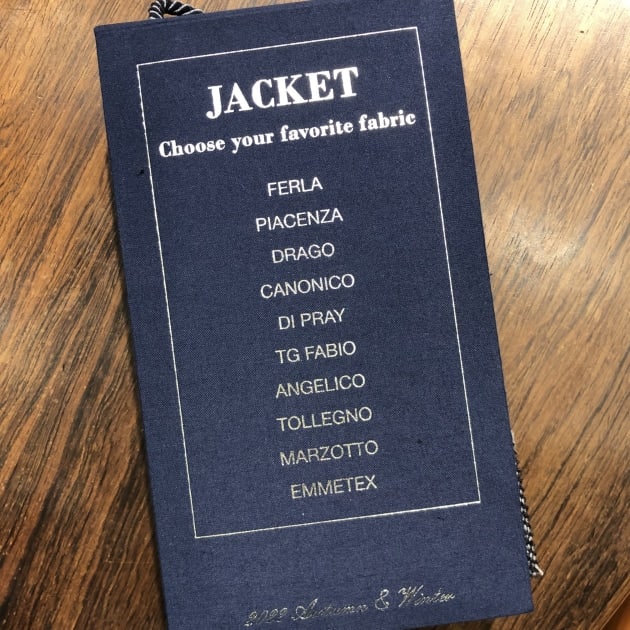 JACKET
Choose your favorite fabric
FERLA
PIACENZA
DRAGO
CANONICO
DI PRAY
TG FABIO
ANGELICO
TOLLEGNO
MARZOTTO
EMMETEX
2022 Autumn & Winter